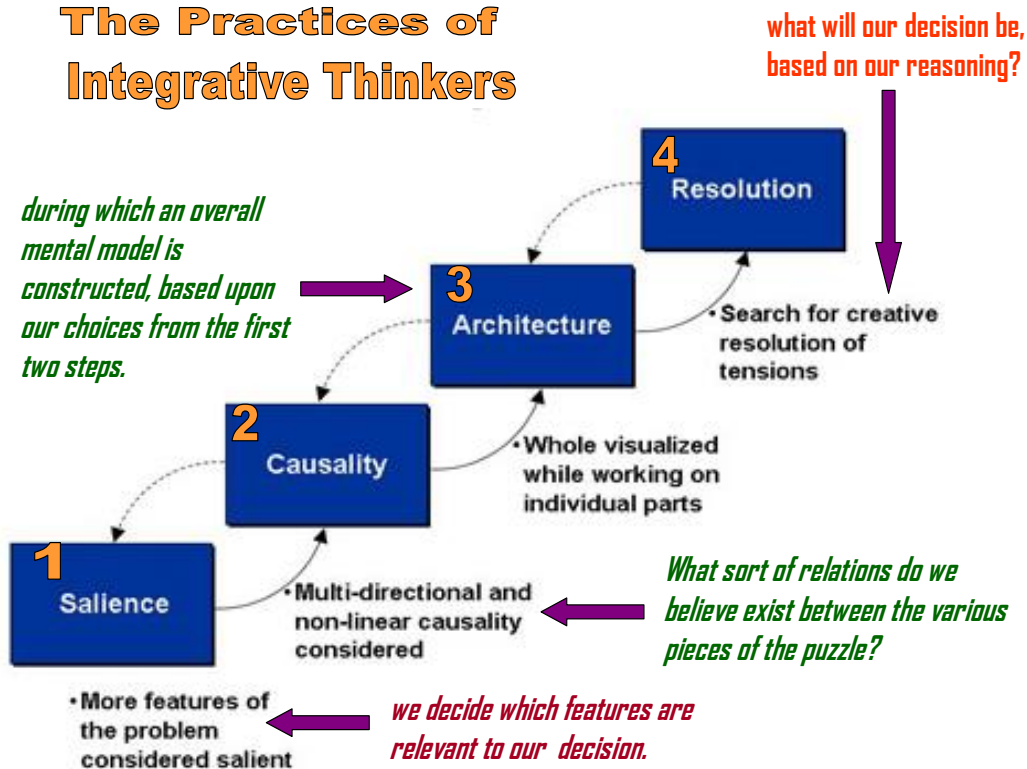 The Practices of
Integrative Thinkers
what will our decision be,
based on our reasoning?
4
Resolution
during which an overall
mental model is
constructed, based upon
our choices from the first
two steps.
3
Architecture
•Search for creative
resolution of
tensions
2
Causality
•Whole visualized
while working on
individual parts
1
Salience
•Multi-directional and
non-linear causality
considered
What sort of relations do we
believe exist between the various
pieces of the puzzle?
•More features of
the problem
considered salient
we decide which features are
relevant to our decision.